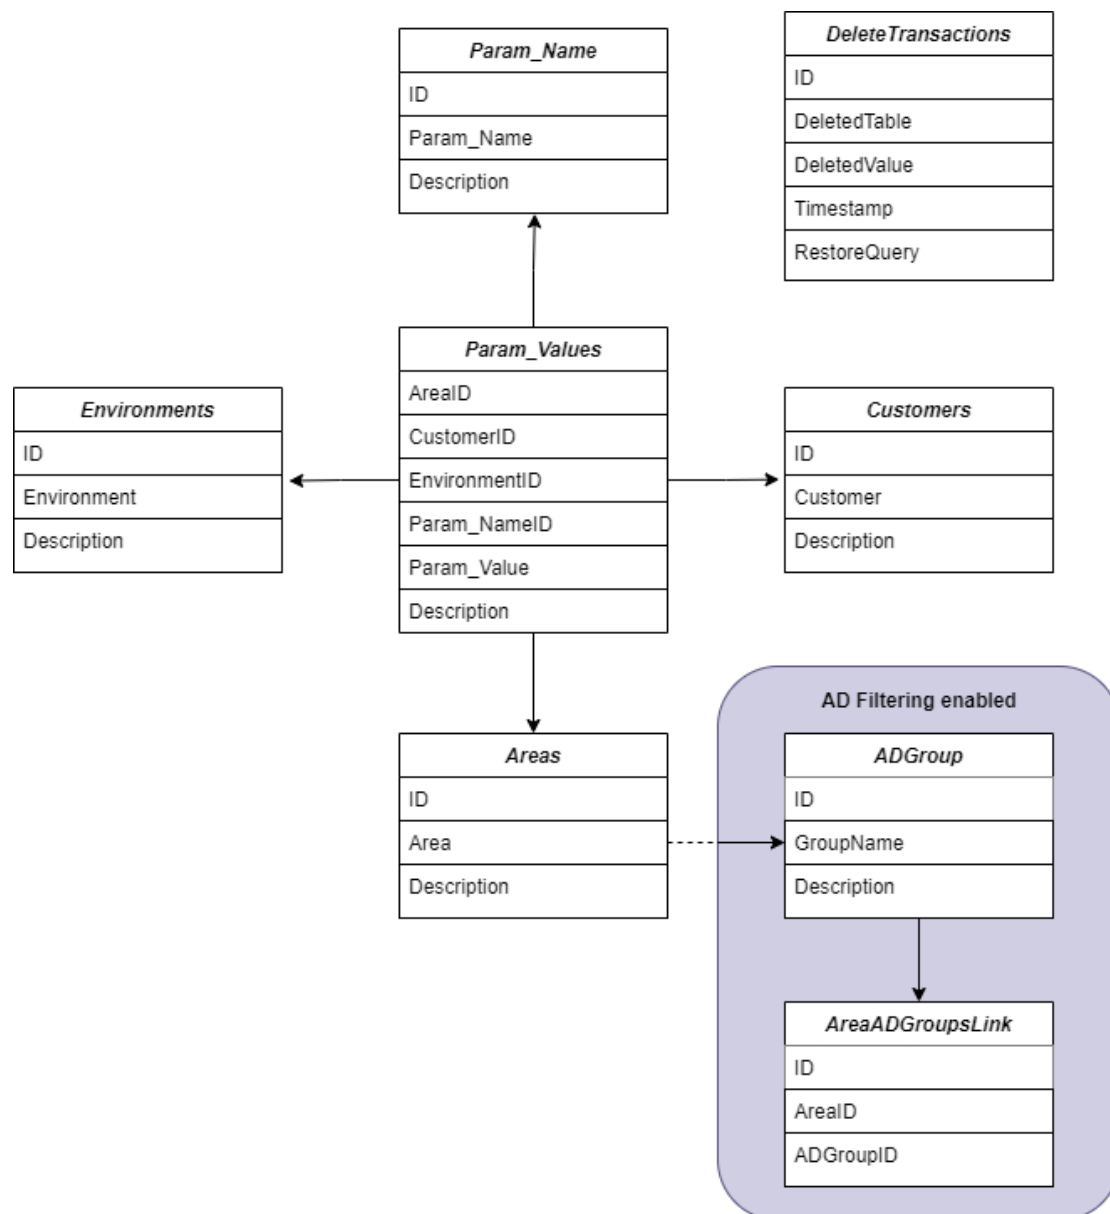 Param_Name
ID
Param_Name
Description
DeleteTransactions
ID
DeletedTable
DeletedValue
Timestamp
RestoreQuery
Environments
ID
Environment
Description
Param_Values
AreaID
CustomerID
EnvironmentID
Param_NameID
Param_Value
Description
Customers
ID
Customer
Description
Areas
ID
Area
Description
AD Filtering enabled
ADGroup
ID
GroupName
Description
AreaADGroupsLink
ID
AreaID
ADGroupID